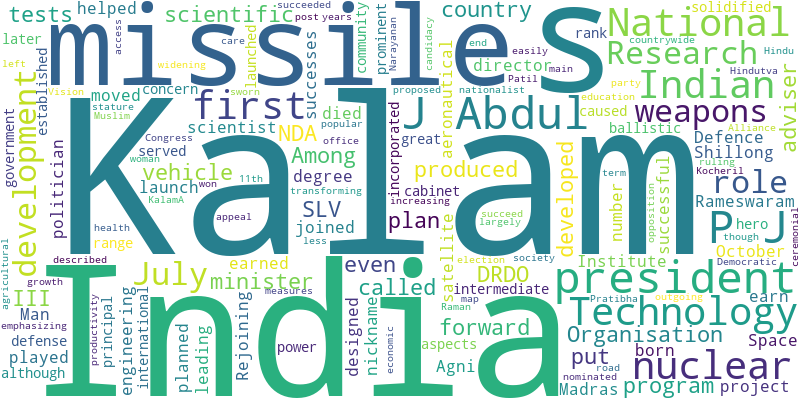 Kalam
India
missiles
S
president
Abdul
Technology
nuclear
National
Research
Indian
weapons
role
P
J
J
first
July
development
plan
forward
put
SLV
III
scientific
tests
helped
country
director
solidified
countrywide
adviser
Hindu
Hindutva
main
rank
prominent
Narayanan
community
succeeded
post
years
access
care
end
easily
candidacy
proposed
nationalist
Patil
popular
successes
launched
widening
sworn
Vision
stature
Muslim
moved
concern
established
later
left
government
politician
scientist
served
NDA
died
Among
degree
vehicle
launch
Congress
woman
office
11th
KalamA
won
transforming
appeal
less
health
described
range
earned
minister
even
called
joined
incorporated
great
cabinet
increasing
aeronautical
produced
developed
caused
ballistic
Defence
Shillong
education
party
Alliance
ruling
Kocheril
term
number
opposition
successful
Rameswaram
hero
though
October
Democratic
ceremonial
Institute
succeed
largely
election
society
satellite
DRDO
intermediate
map
Raman
aspects
Agni
nickname
designed
Organisation
Pratibha
outgoing
earn
Space
born
road
nominated
Madras
program
project
agricultural
growth
Man
emphasizing
defense
played
although
productivity
principal
engineering
international
planned
leading
Rejoining
measures
power
economic